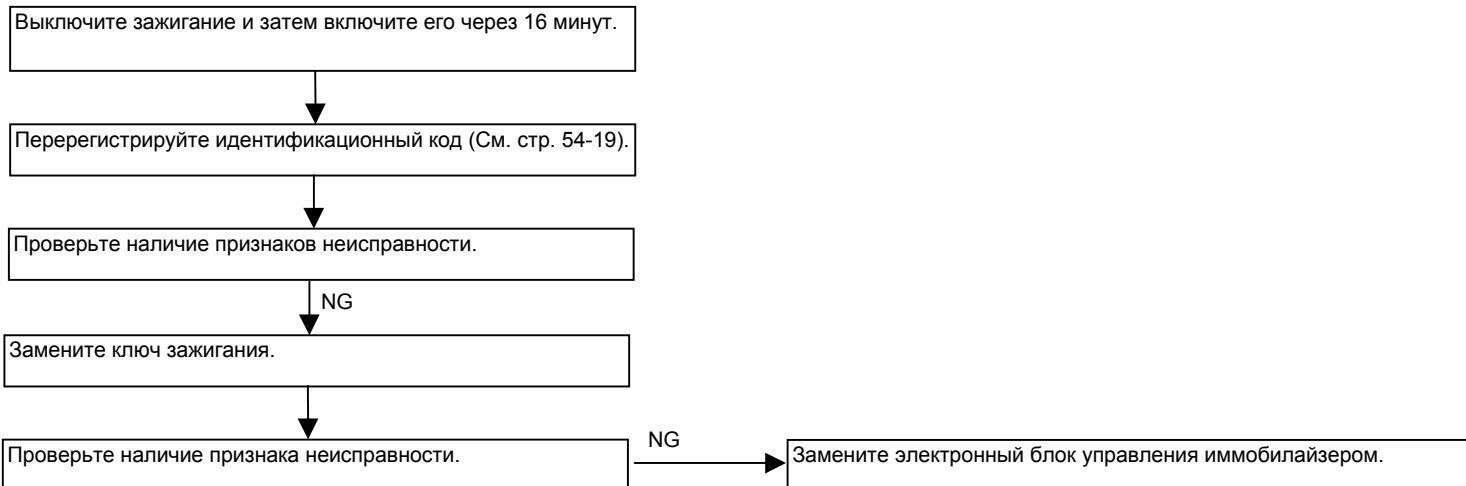 Выключите зажигание и затем включите его через 16 минут.
Перерегистрируйте идентификационный код (См. стр. 54-19).
Проверьте наличие признаков неисправности.
NG
Замените ключ зажигания.
Проверьте наличие признака неисправности.
NG
Замените электронный блок управления иммобилайзером.